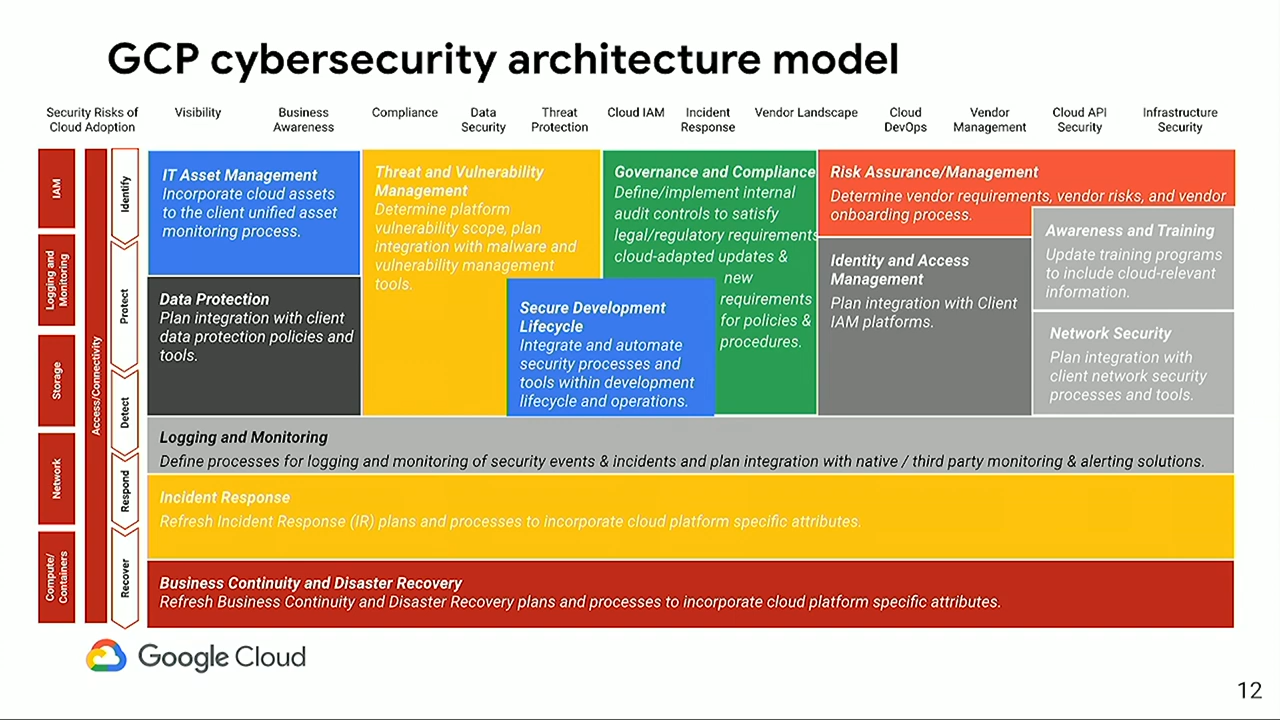 GCP cybersecurity architecture model
Security Risks of
Cloud Adoption
Visibility
Business
Awareness
Compliance
Data
Security
Threat
Protection
Cloud IAM
Incident
Response
Vendor Landscape
Cloud
DevOps
Vendor
Management
Cloud API
Security
Infrastructure
Security
IAM
Logging and
Monitoring
Storage
Network
Compute/
Containers
Access/Connectivity
Identify
Protect
Detect
Respond
Recover
IT Asset Management
Incorporate cloud assets
to the client unified asset
monitoring process.
Threat and Vulnerability
Management
Determine platform
vulnerability scope, plan
integration with malware and
vulnerability management
tools.
Governance and Compliance
Define/implement internal
audit controls to satisfy
legal/regulatory requirements
cloud-adapted updates &
new
requirements
for policies &
procedures.
Risk Assurance/Management
Determine vendor requirements, vendor risks, and vendor
onboarding process.
Data Protection
Plan integration with client
data protection policies and
tools.
Secure Development
Lifecycle
Integrate and automate
security processes and
tools within development
lifecycle and operations.
Identity and Access
Management
Plan integration with Client
IAM platforms.
Awareness and Training
Update training programs
to include cloud-relevant
information.
Network Security
Plan integration with
client network security
processes and tools.
Logging and Monitoring
Define processes for logging and monitoring of security events & incidents and plan integration with native / third party monitoring & alerting solutions.
Incident Response
Refresh Incident Response (IR) plans and processes to incorporate cloud platform specific attributes.
Business Continuity and Disaster Recovery
Refresh Business Continuity and Disaster Recovery plans and processes to incorporate cloud platform specific attributes.
Google Cloud
12